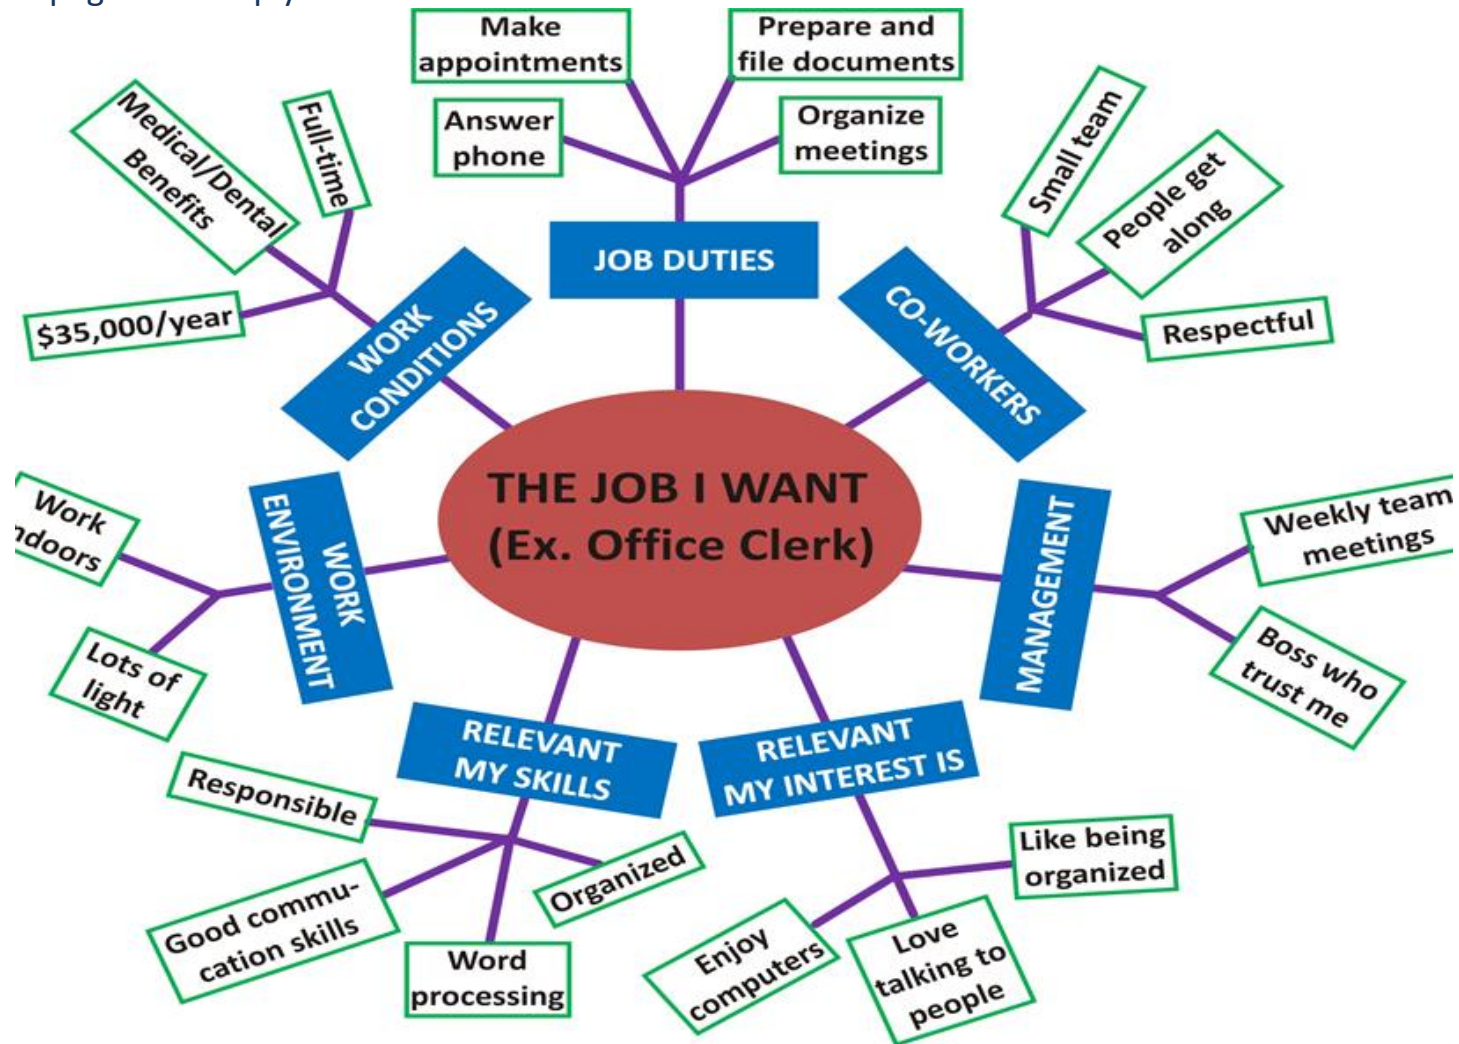 Make
appointments
Prepare and
file documents
Answer
phone
Organize
meetings
JOB DUTIES
Small team
People get
along
Respectful
CO-WORKERS
Medical/Dental
Benefits
Full-time
$35,000/year
WORK
CONDITIONS
THE JOB I WANT
(Ex. Office Clerk)
Work
ndoors
Lots of
light
WORK
ENVIRONMENT
MANAGEMENT
Weekly team
meetings
Boss who
trust me
RELEVANT
MY SKILLS
Responsible
Good commu-
cation skills
Word
processing
Organized
RELEVANT
MY INTEREST IS
Like being
organized
Love
talking to
people
Enjoy
computers